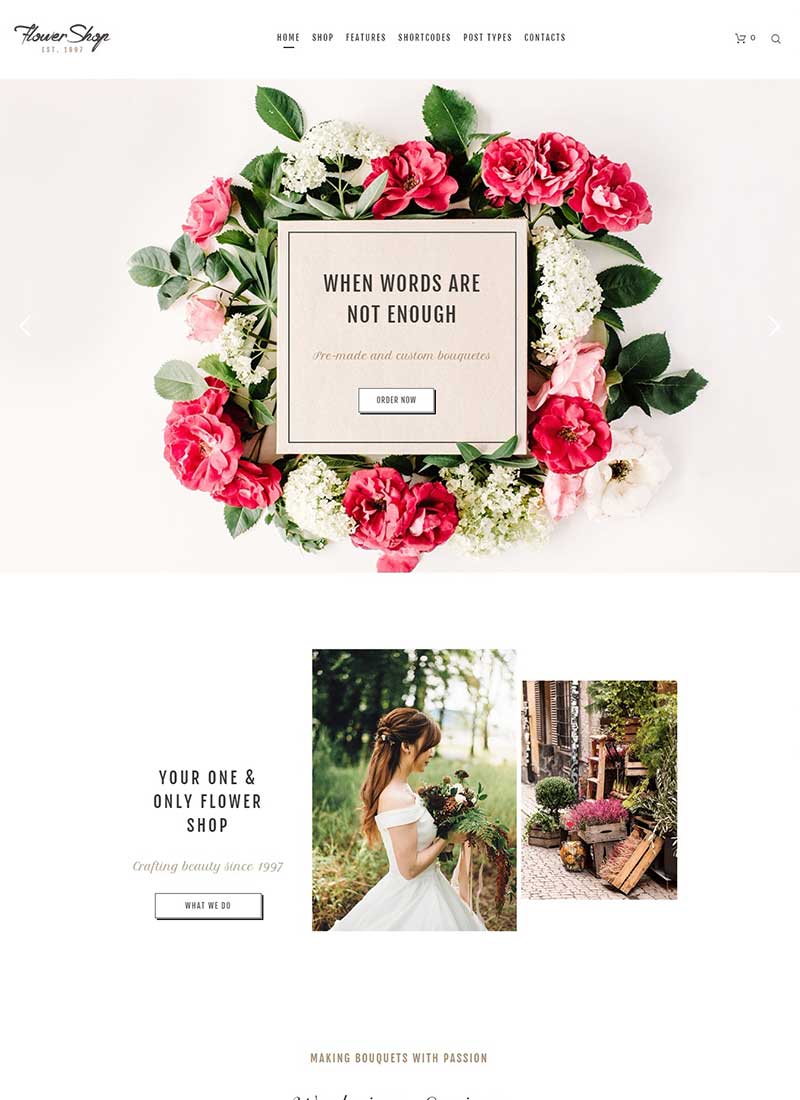 Flower Shop
EST. 1997
HOME SHOP FEATURES SHORTCODES POST TYPES CONTACTS
0
WHEN WORDS ARE
NOT ENOUGH
Pre-made and custom bouquetes
ORDER NOW
YOUR ONE &
ONLY FLOWER
SHOP
Crafting beauty since 1997
WHAT WE DO
MAKING BOUQUETS WITH PASSION